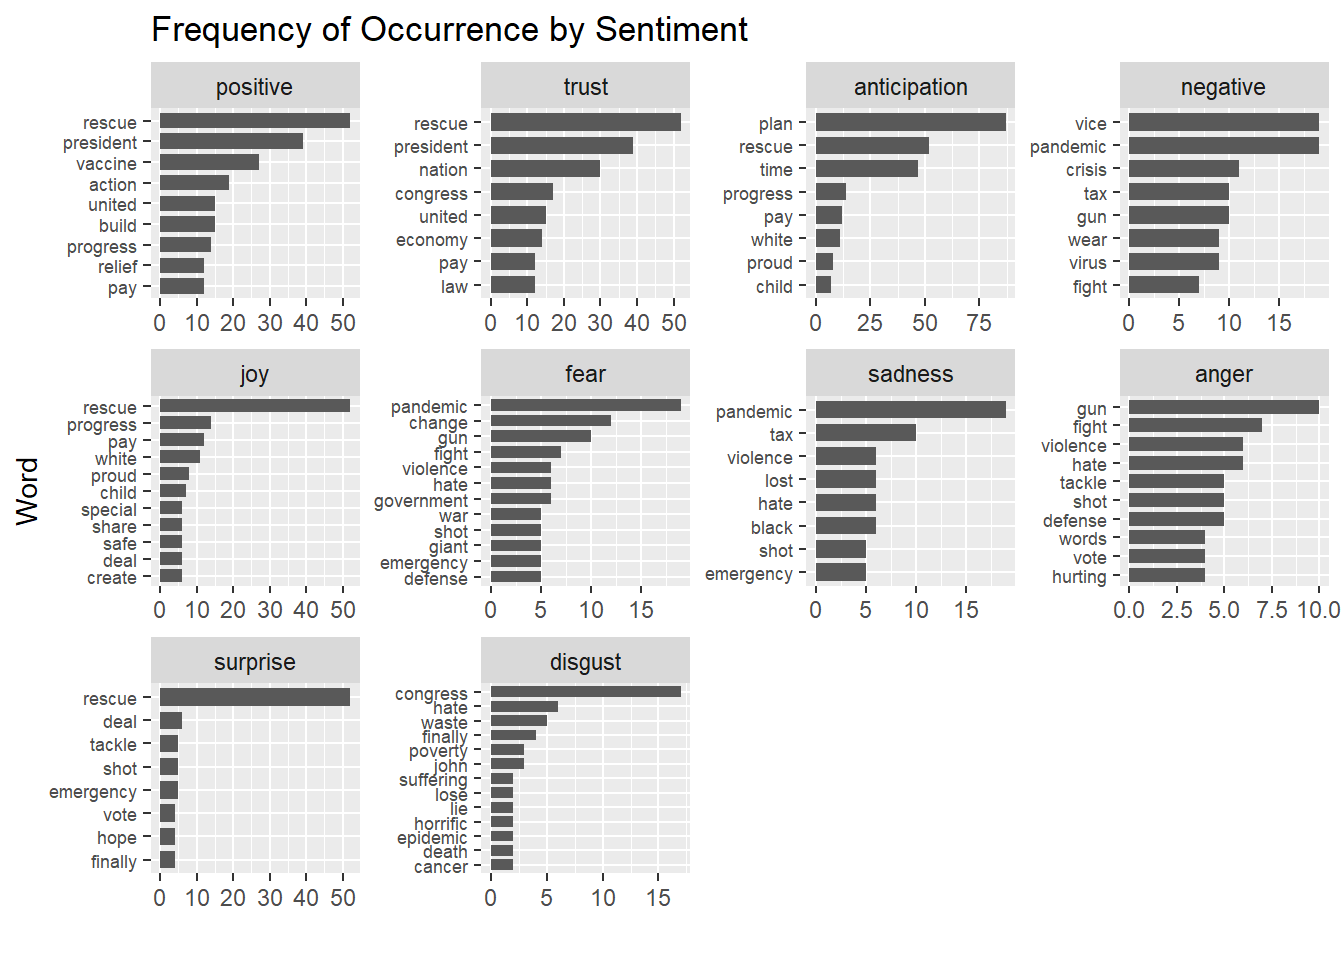 Frequency of Occurrence by Sentiment
Word
positive
rescue
president
vaccine
action
united
build
progress
relief
pay
0 10 20 30 40 50
trust
rescue
president
nation
congress
united
economy
pay
law
0 10 20 30 40 50
anticipation
plan
rescue
time
progress
pay
white
proud
child
0 25 50 75
negative
vice
pandemic
crisis
tax
gun
wear
virus
fight
0 5 10 15
joy
rescue
progress
pay
white
proud
child
special
share
safe
deal
create
0 10 20 30 40 50
fear
pandemic
change
gun
fight
violence
hate
government
war
shot
giant
emergency
defense
0 5 10 15
sadness
pandemic
tax
violence
lost
hate
black
shot
emergency
0 5 10 15
anger
gun
fight
violence
hate
tackle
shot
defense
words
vote
hurting
0.0 2.5 5.0 7.5 10.0
surprise
rescue
deal
tackle
shot
emergency
vote
hope
finally
0 10 20 30 40 50
disgust
congress
hate
waste
finally
poverty
john
suffering
lose
lie
horrific
epidemic
death
cancer
0 5 10 15